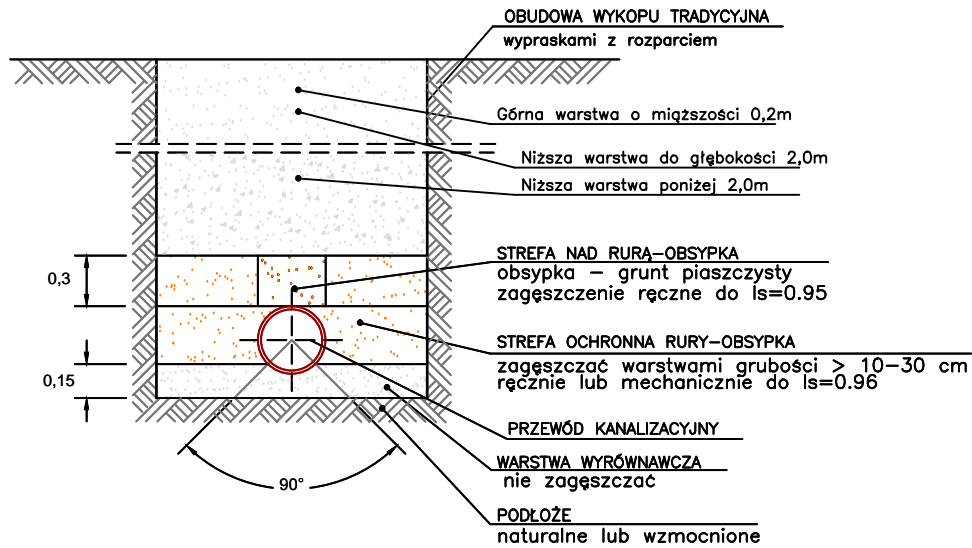 OBUDOWA WYKOPU TRADYCYJNA
wypraskami z rozparciem
Górna warstwa o miąższości 0,2m
Niższa warstwa do głębokości 2,0m
Niższa warstwa poniżej 2,0m
0,3
STREFA NAD RURĄ-OBSYPKA
obsypka - grunt piaszczysty
zagęszczenie ręczne do Is=0.95
STREFA OCHRONNA RURY-OBSYPKA
zagęszczać warstwami grubości > 10-30 cm
ręcznie lub mechanicznie do Is=0.96
0,15
PRZEWÓD KANALIZACYJNY
WARSTWA WYRÓWNAWCZA
nie zagęszczać
90°
PODŁOŻE
naturalne lub wzmocnione